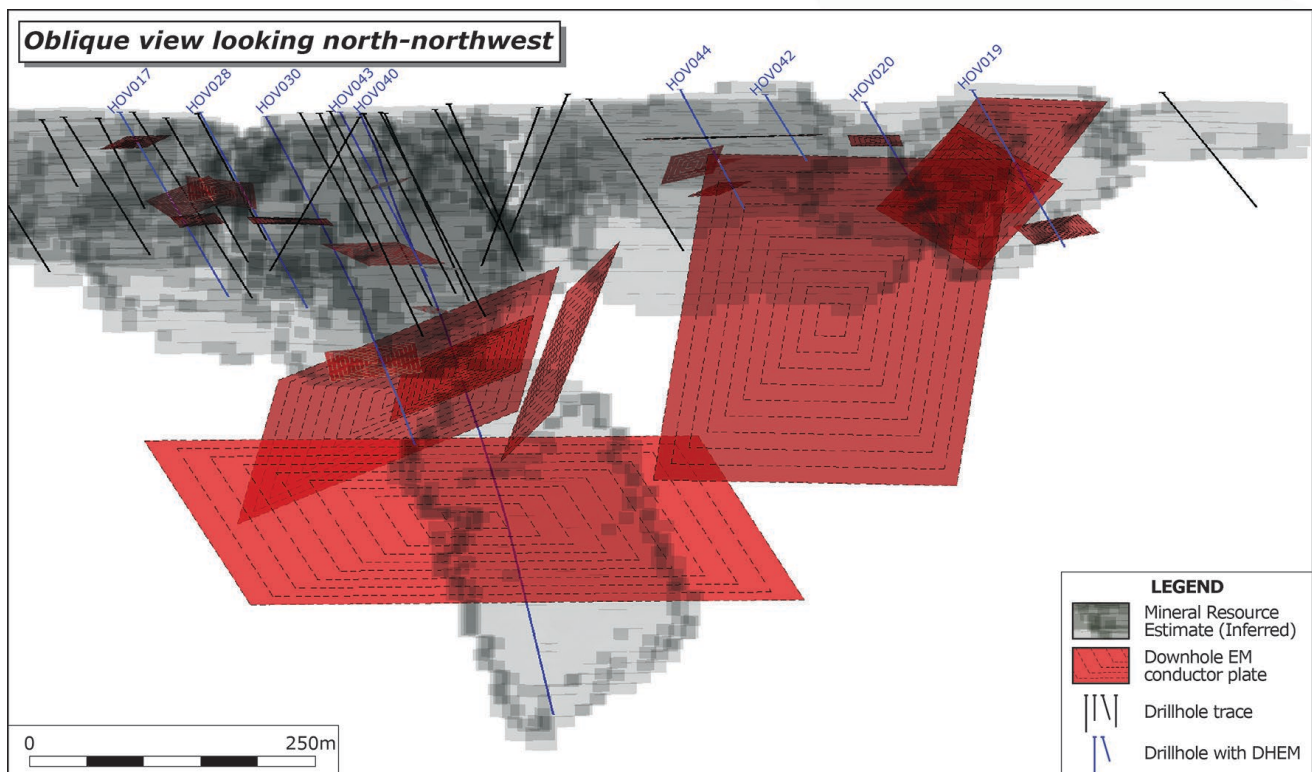 Oblique view looking north-northwest
HOV017
HOV028
HOV030
HOV043
HOV040
HOV044
HOV042
HOV020
HOV019
LEGEND
Mineral Resource
Estimate (Inferred)
Downhole EM
conductor plate
Drillhole trace
Drillhole with DHEM
0 250m